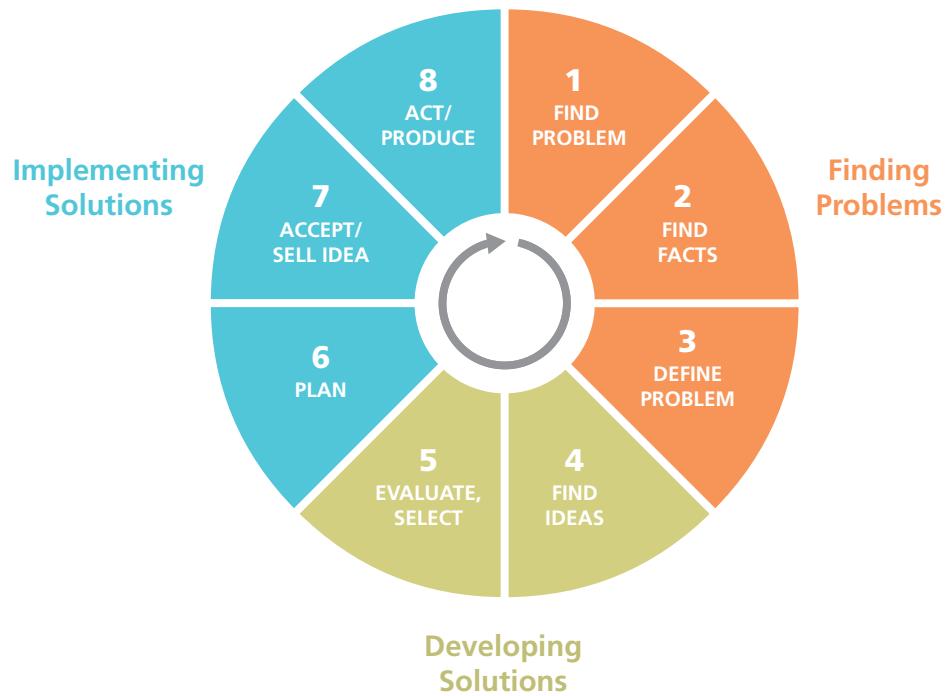 1
FIND
PROBLEM
2
FIND
FACTS
3
DEFINE
PROBLEM
Finding
Problems
4
FIND
IDEAS
5
EVALUATE,
SELECT
Developing
Solutions
6
PLAN
7
ACCEPT/
SELL IDEA
8
ACT/
PRODUCE
Implementing
Solutions